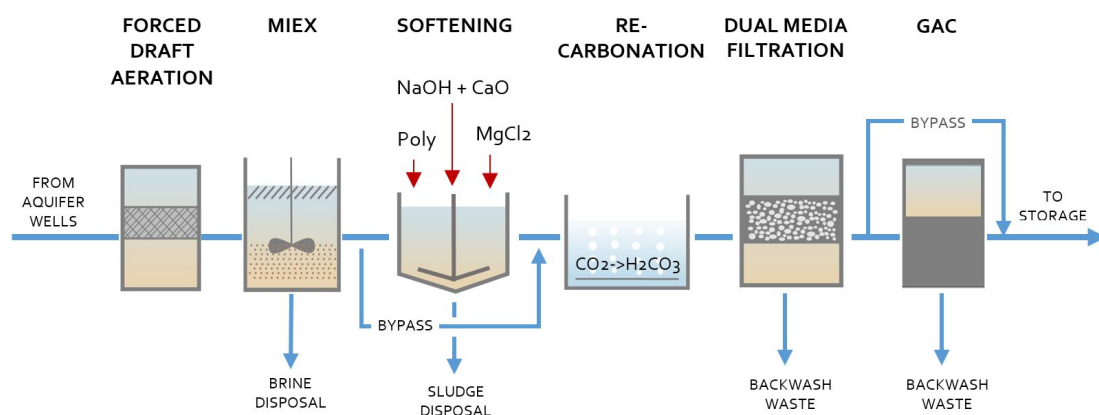 FORCED
DRAFT
AERATION
MIEX
SOFTENING
RE-
CARBONATION
DUAL MEDIA
FILTRATION
GAC
NaOH + CaO
Poly
MgCl2
BYPASS
FROM
AQUIFER
WELLS
TO
STORAGE
CO2->H2CO3
BYPASS
BRINE
DISPOSAL
SLUDGE
DISPOSAL
BACKWASH
WASTE
BACKWASH
WASTE